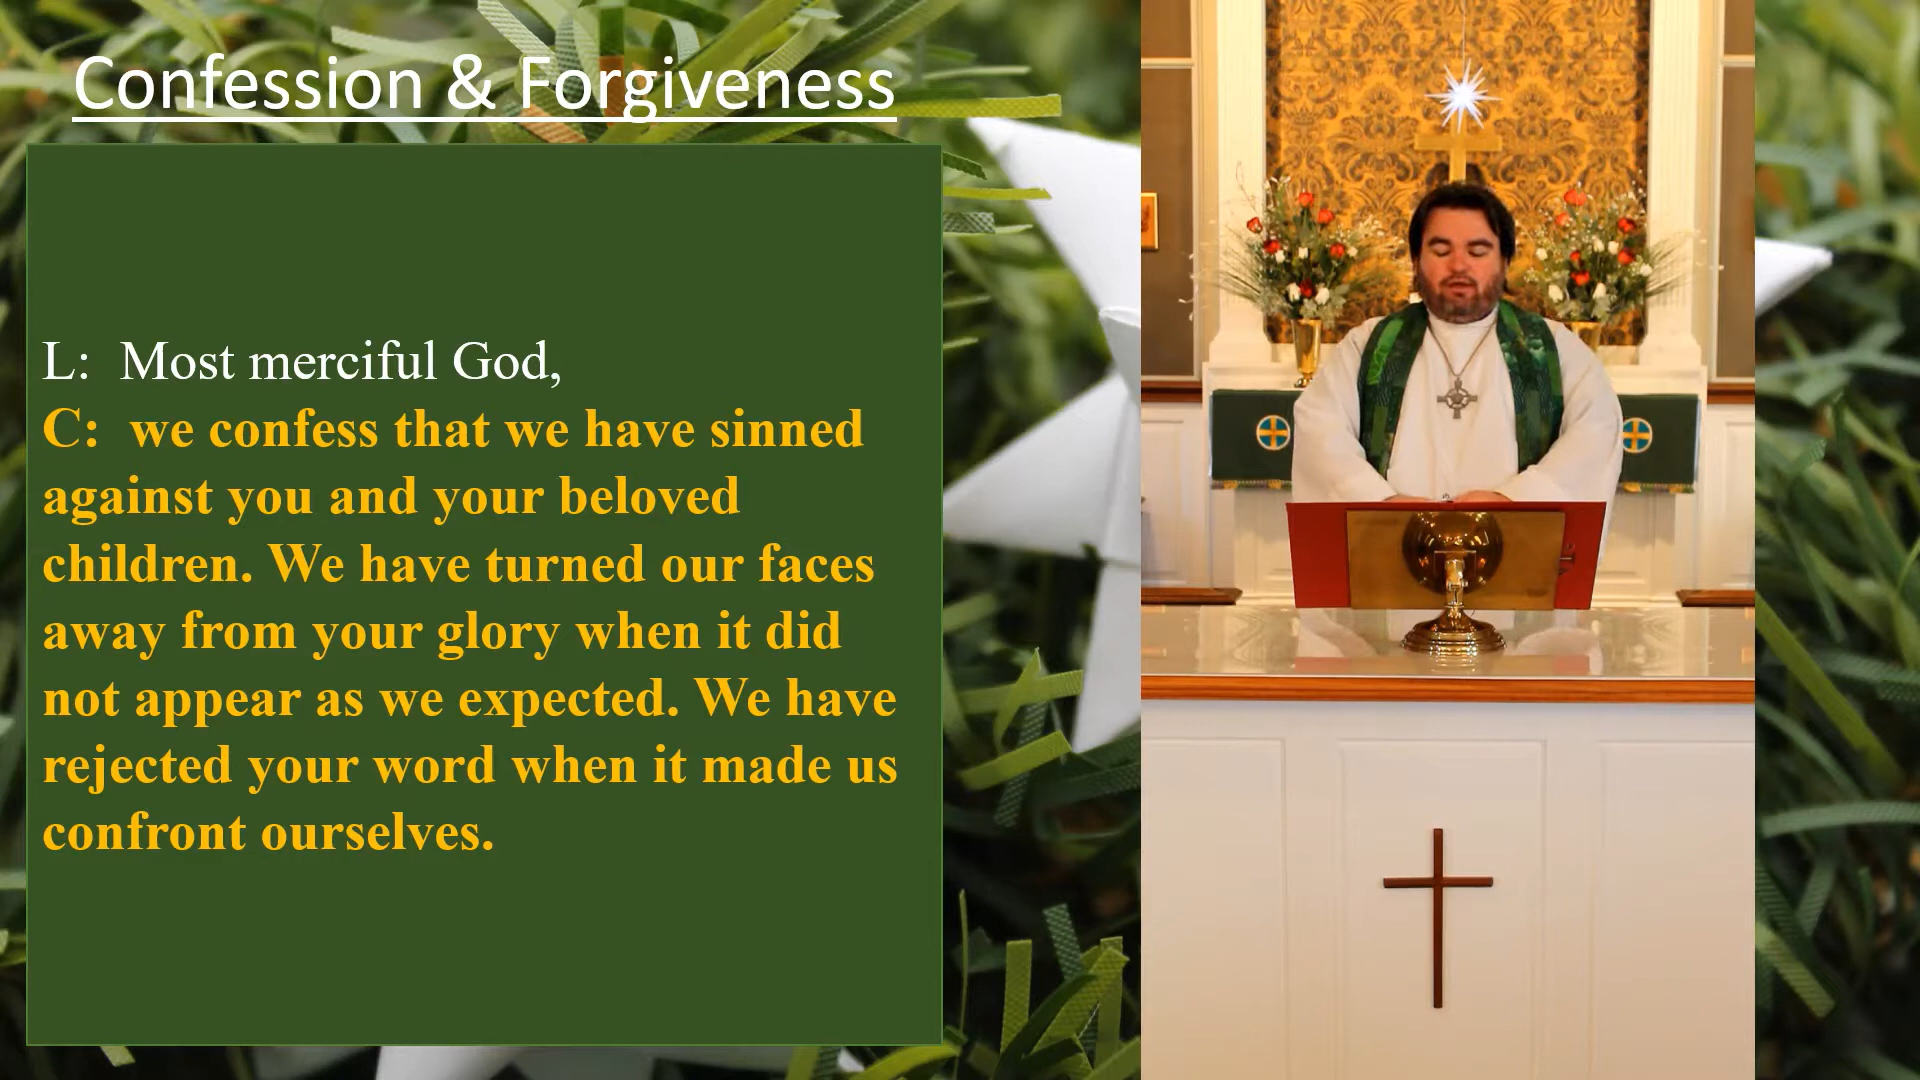 Confession & Forgiveness
L: Most merciful God,
C: we confess that we have sinned
against you and your beloved
children. We have turned our faces
away from your glory when it did
not appear as we expected. We have
rejected your word when it made us
confront ourselves.